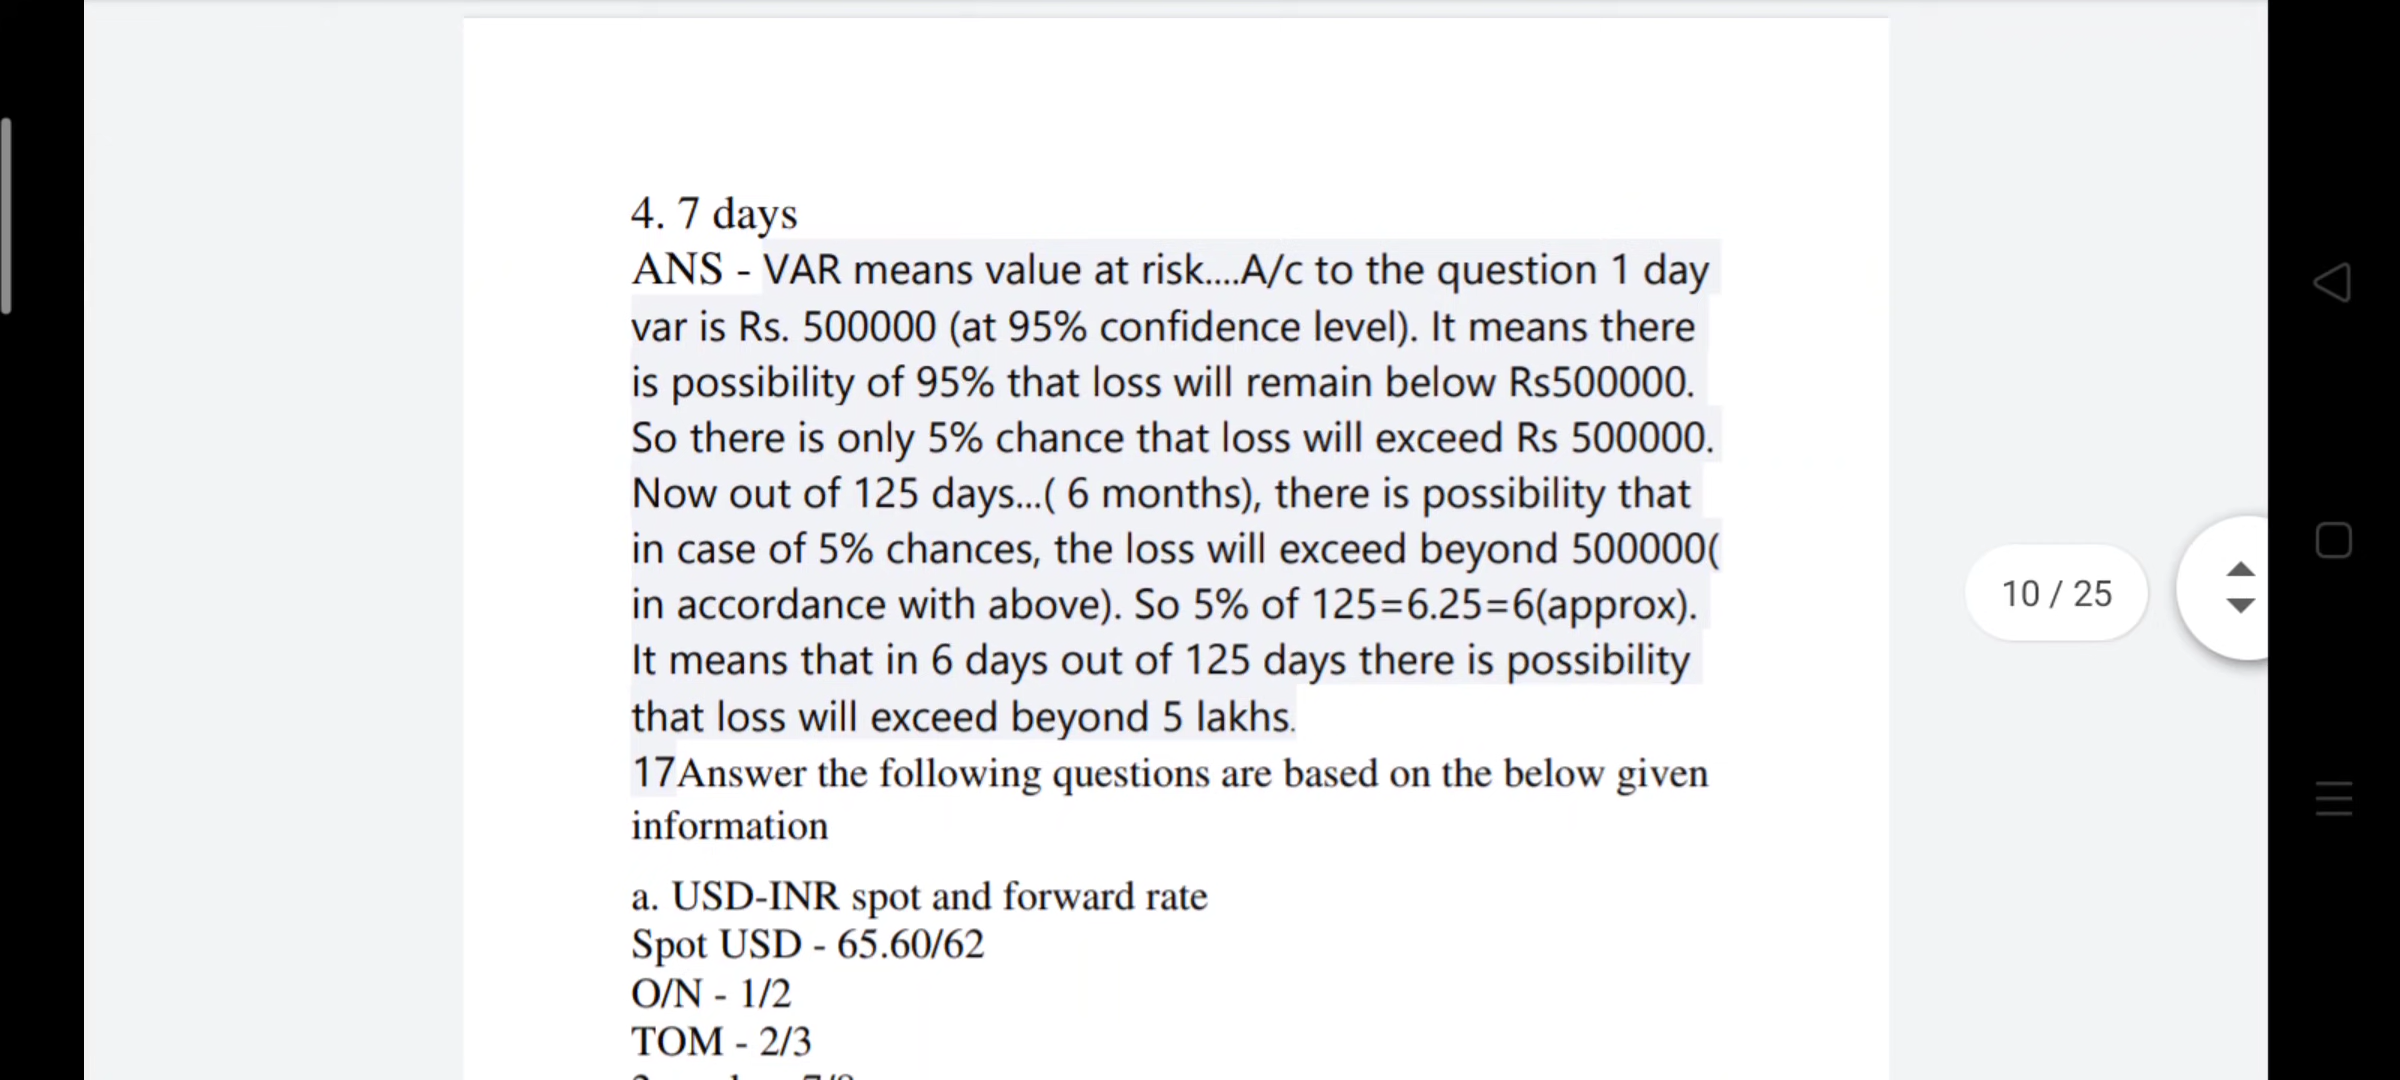 4. 7 days
ANS - VAR means value at risk....A/c to the question 1 day
var is Rs. 500000 (at 95% confidence level). It means there
is possibility of 95% that loss will remain below Rs500000.
So there is only 5% chance that loss will exceed Rs 500000.
Now out of 125 days...( 6 months), there is possibility that
in case of 5% chances, the loss will exceed beyond 500000(
in accordance with above). So 5% of 125=6.25=6(approx).
It means that in 6 days out of 125 days there is possibility
that loss will exceed beyond 5 lakhs.
17Answer the following questions are based on the below given
information
a. USD-INR spot and forward rate
Spot USD - 65.60/62
O/N - 1/2
TOM - 2/3
10 / 25